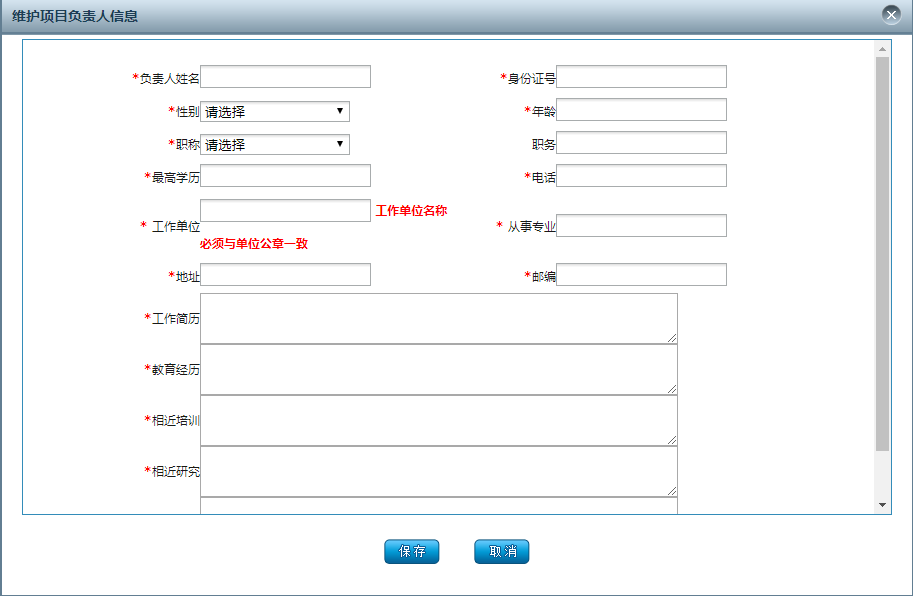 维护项目负责人信息
*负责人姓名
*身份证号
*性别 请选择
*年龄
*职称 请选择
职务
*最高学历
*电话
* 工作单位 工作单位名称
必须与单位公章一致
* 从事专业
*地址
*邮编
*工作简历
*教育经历
*相近培训
*相近研究
保存
取消